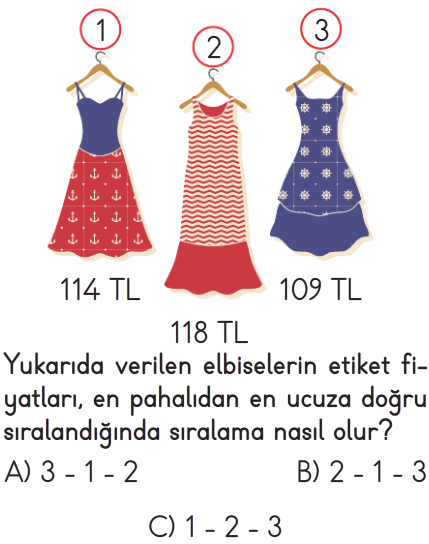 1
2
3
114 TL
109 TL
118 TL
Yukarıda verilen elbiselerin etiket fi-
yatları, en pahalıdan en ucuza doğru
sıralandığında sıralama nasıl olur?
A) 3 - 1 - 2
B) 2 - 1 - 3
C) 1 - 2 - 3